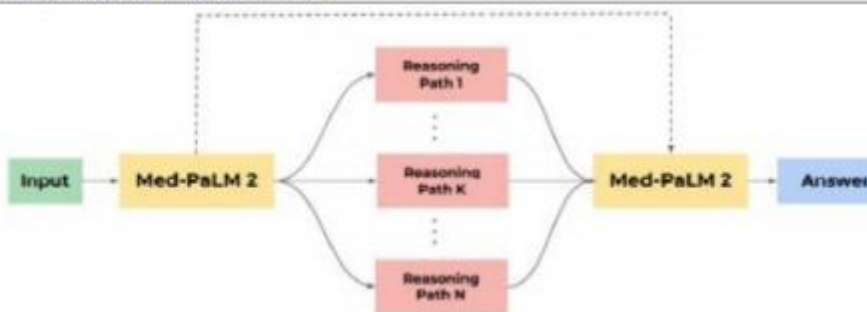 Input
Med-PaLM 2
Reasoning
Path 1
Reasoning
Path K
Reasoning
Path N
Med-PaLM 2
Answer